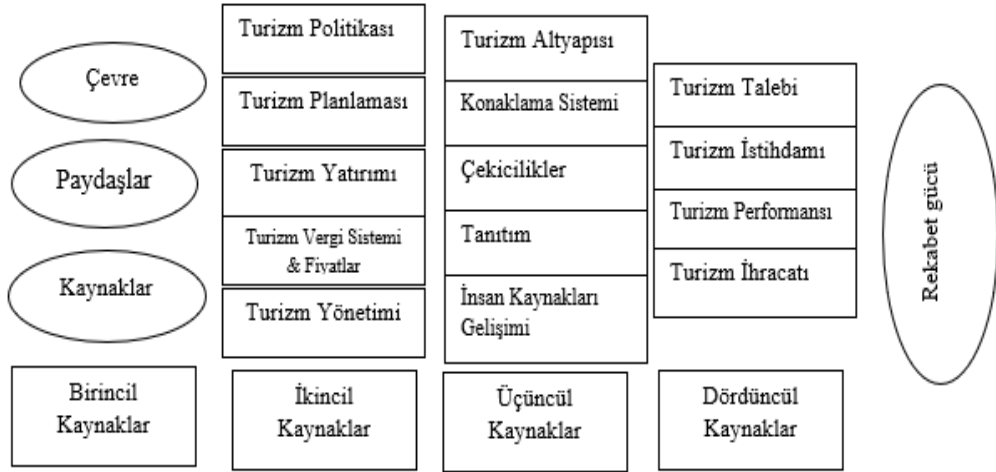 Çevre
Paydaşlar
Kaynaklar
Birincil
Kaynaklar
Turizm Politikası
Turizm Planlaması
Turizm Yatırımı
Turizm Vergi Sistemi
& Fiyatlar
Turizm Yönetimi
İkincil
Kaynaklar
Turizm Altyapısı
Konaklama Sistemi
Çekicilikler
Tanıtım
İnsan Kaynakları
Gelişimi
Üçüncül
Kaynaklar
Turizm Talebi
Turizm İstihdamı
Turizm Performansı
Turizm İhracatı
Dördüncül
Kaynaklar
Rekabet gücü